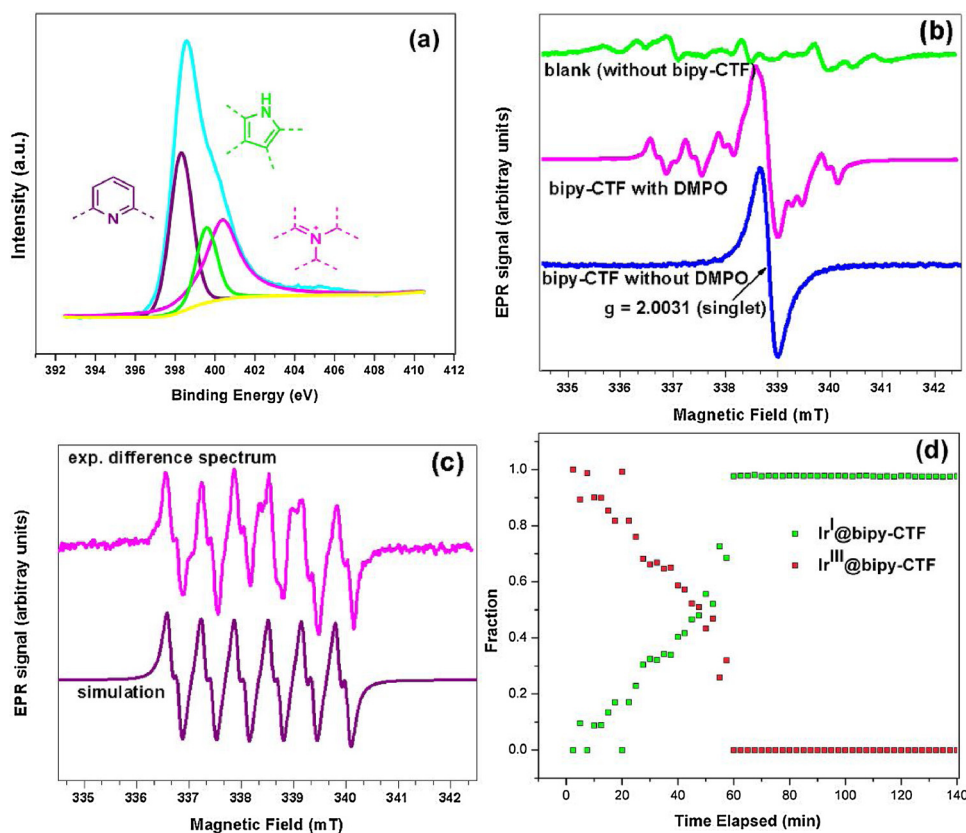 (a)
Intensity (a.u.)
N
H
N
N+
392 394 396 398 400 402 404 406 408 410 412
Binding Energy (eV)
(b)
EPR signal (arbitray units)
blank (without bipy-CTF)
bipy-CTF with DMPO
bipy-CTF without DMPO
g = 2.0031 (singlet)
335 336 337 338 339 340 341 342
Magnetic Field (mT)
(c)
EPR signal (arbitray units)
exp. difference spectrum
simulation
335 336 337 338 339 340 341 342
Magnetic Field (mT)
(d)
Fraction
1.0
0.8
0.6
0.4
0.2
0.0
Ir^I@bipy-CTF
Ir^III@bipy-CTF
0 20 40 60 80 100 120 140
Time Elapsed (min)